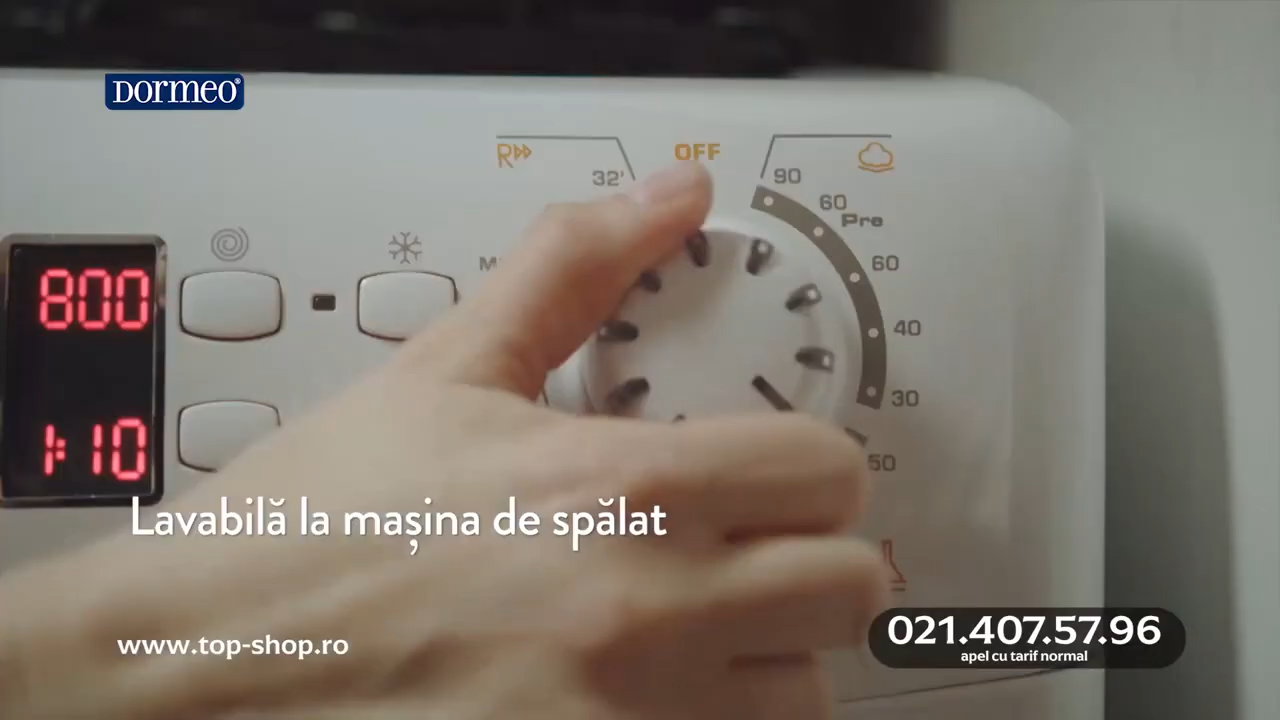 DORMEO®
OFF
32'
90
60
Pre
60
800
40
30
1:10
50
Lavabilă la mașina de spălat
www.top-shop.ro
021.407.57.96
apel cu tarif normal